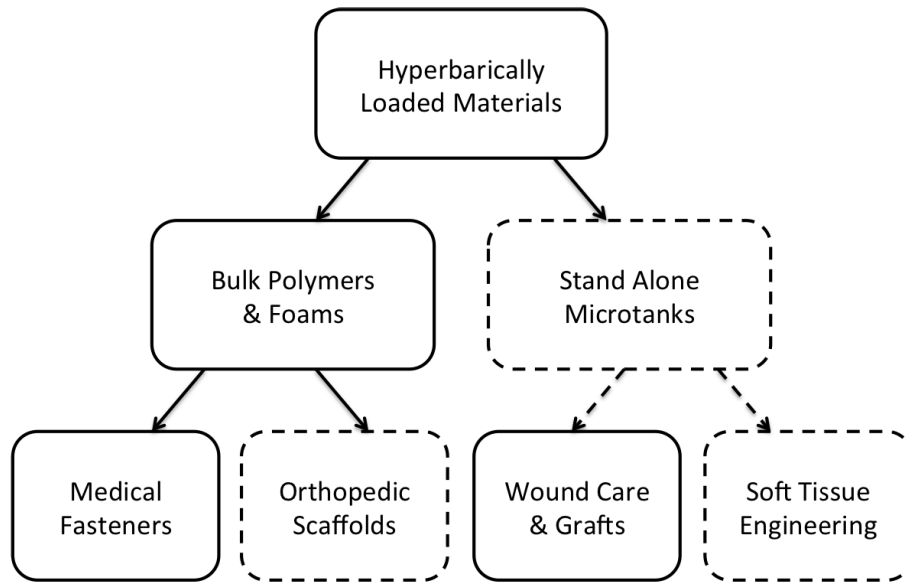 Hyperbarically
Loaded Materials
Bulk Polymers
& Foams
Stand Alone
Microtanks
Medical
Fasteners
Orthopedic
Scaffolds
Wound Care
& Grafts
Soft Tissue
Engineering